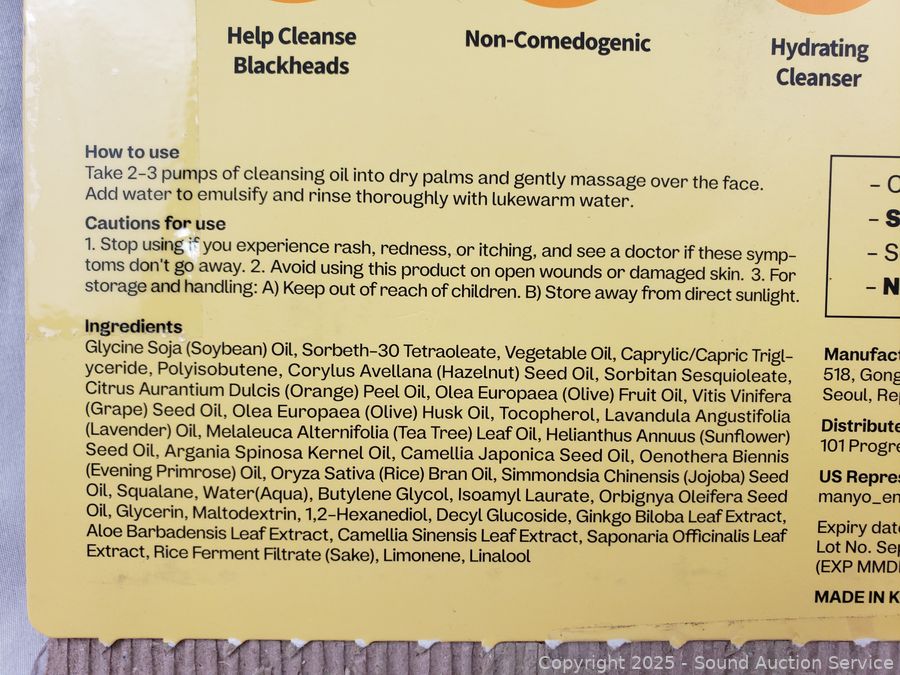 Help Cleanse
Blackheads
Non-Comedogenic
Hydrating
Cleanser
How to use
Take 2–3 pumps of cleansing oil into dry palms and gently massage over the face.
Add water to emulsify and rinse thoroughly with lukewarm water.
Cautions for use
1. Stop using if you experience rash, redness, or itching, and see a doctor if these symp-
toms don't go away. 2. Avoid using this product on open wounds or damaged skin. 3. For
storage and handling: A) Keep out of reach of children. B) Store away from direct sunlight.
Ingredients
Glycine Soja (Soybean) Oil, Sorbeth–30 Tetraoleate, Vegetable Oil, Caprylic/Capric Trigl-
yceride, Polyisobutene, Corylus Avellana (Hazelnut) Seed Oil, Sorbitan Sesquioleate,
Citrus Aurantium Dulcis (Orange) Peel Oil, Olea Europaea (Olive) Fruit Oil, Vitis Vinifera
(Grape) Seed Oil, Olea Europaea (Olive) Husk Oil, Tocopherol, Lavandula Angustifolia
(Lavender) Oil, Melaleuca Alternifolia (Tea Tree) Leaf Oil, Helianthus Annuus (Sunflower)
Seed Oil, Argania Spinosa Kernel Oil, Camellia Japonica Seed Oil, Oenothera Biennis
(Evening Primrose) Oil, Oryza Sativa (Rice) Bran Oil, Simmondsia Chinensis (Jojoba) Seed
Oil, Squalane, Water(Aqua), Butylene Glycol, Isoamyl Laurate, Orbignya Oleifera Seed
Oil, Glycerin, Maltodextrin, 1,2–Hexanediol, Decyl Glucoside, Ginkgo Biloba Leaf Extract,
Aloe Barbadensis Leaf Extract, Camellia Sinensis Leaf Extract, Saponaria Officinalis Leaf
Extract, Rice Ferment Filtrate (Sake), Limonene, Linalool
– C
– S
– S
– N
Manufact
518, Gong
Seoul, Rep
Distribute
101 Progre
US Repres
manyo_en
Expiry date
Lot No. Sep
(EXP MMD
MADE IN K
Copyright 2025 - Sound Auction Service